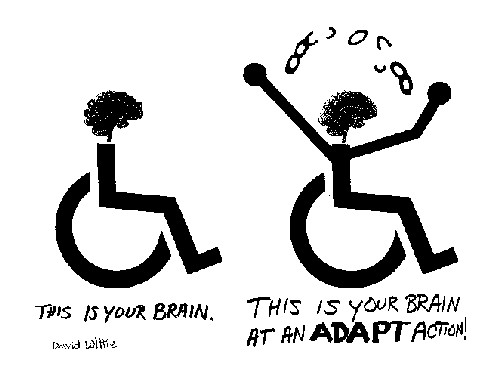 THIS IS YOUR BRAIN.
David Wittie
THIS IS YOUR BRAIN
AT AN ADAPT ACTION!